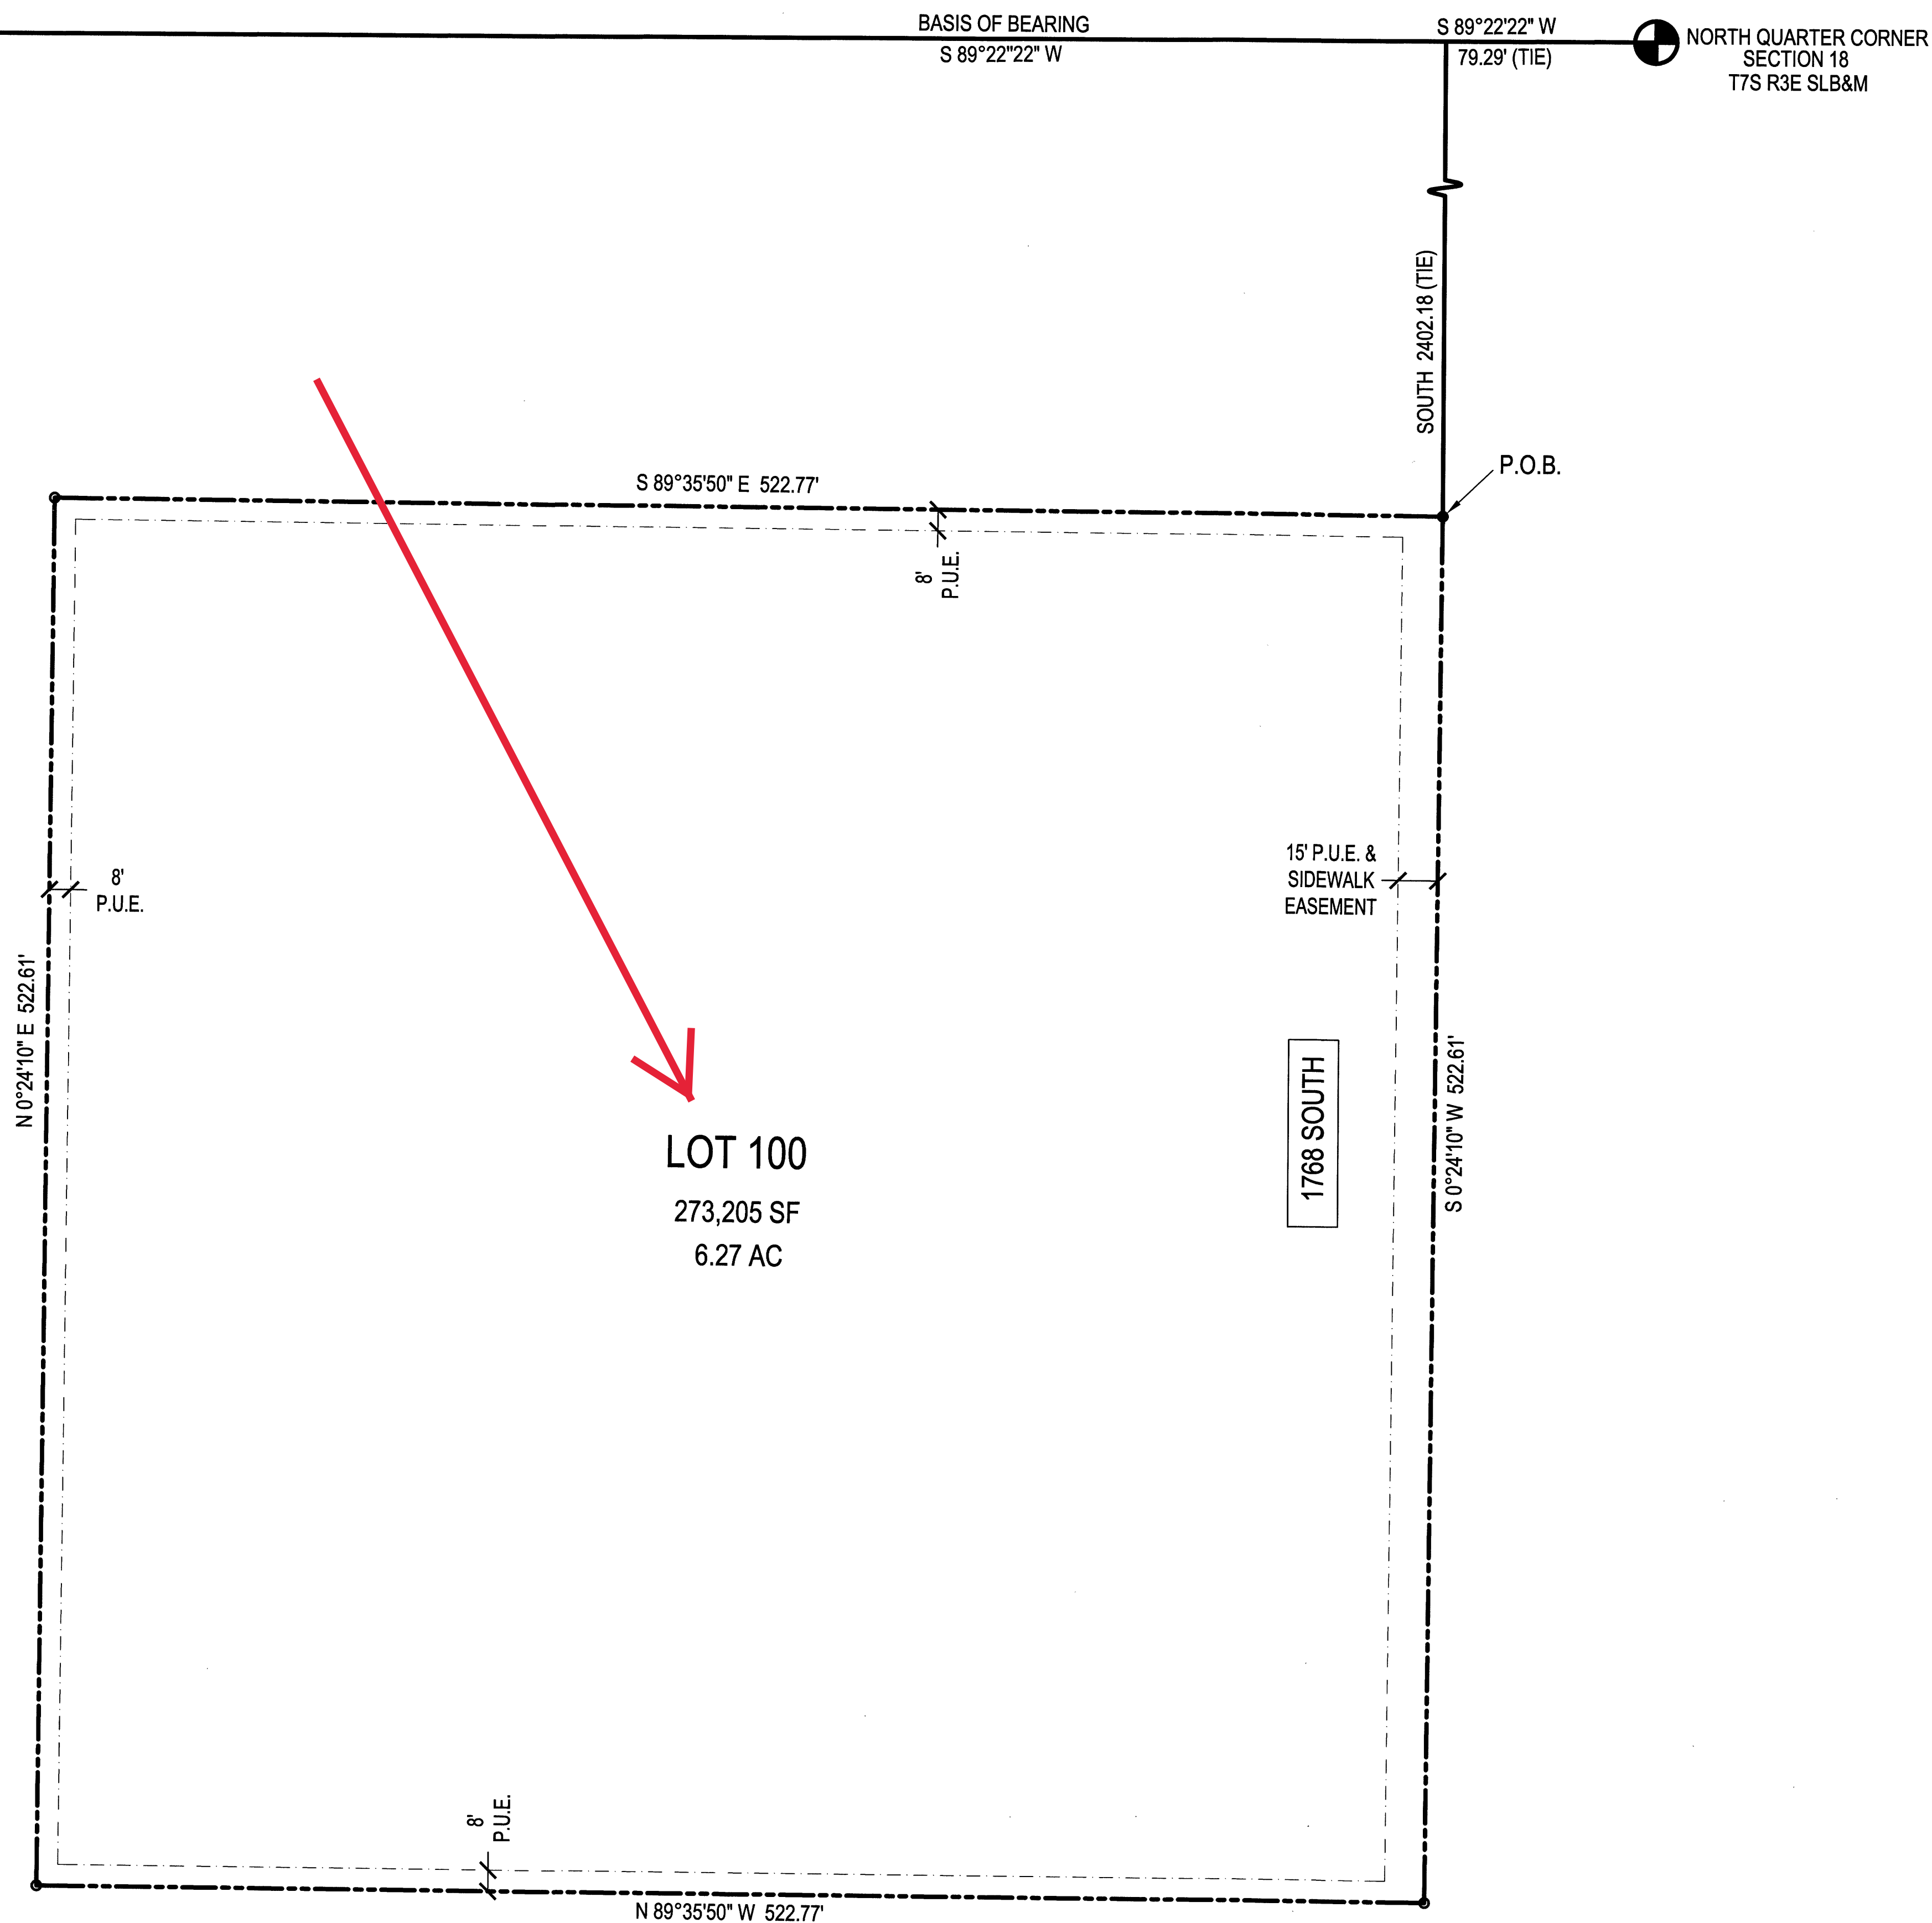 BASIS OF BEARING
S 89°22"22" W
S 89°22'22" W
79.29' (TIE)
NORTH QUARTER CORNER
SECTION 18
T7S R3E SLB&M
SOUTH 2402.18 (TIE)
P.O.B.
S 89°35'50" E 522.77'
8'
P.U.E.
8'
P.U.E.
15' P.U.E. &
SIDEWALK
EASEMENT
N 0°24'10" E 522.61'
1768 SOUTH
S 0°24'10" W 522.61'
LOT 100
273,205 SF
6.27 AC
8'
P.U.E.
N 89°35'50" W 522.77'